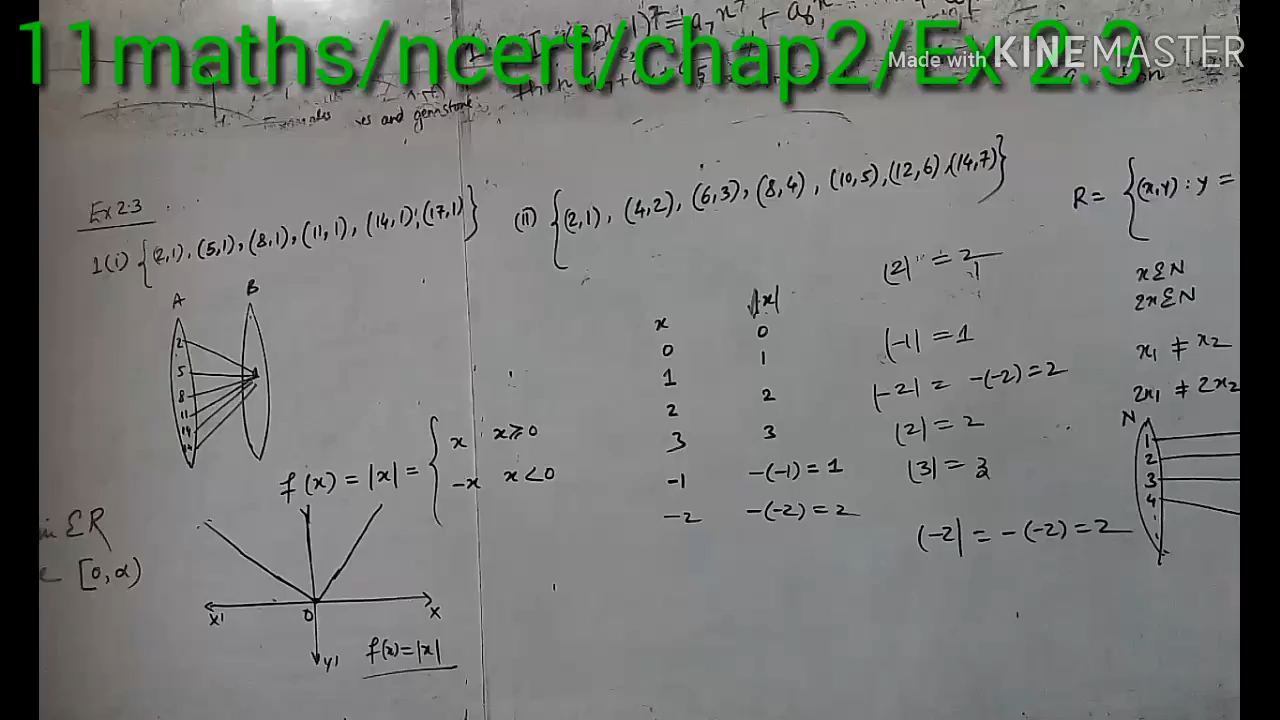 11maths/ncert/chap2/Ex 2.3
Made with KINEMASTER
and gemstone
Ex 2.3
1(i) {(2,1), (5,1), (8,1), (11,1), (14,1), (17,1)}
(ii) {(2,1), (4,2), (6,3), (8,4), (10,5), (12,6), (14,7)}
R = {(x,y) : y =
x ε N
2x ε N
x₁ ≠ x₂
2x₁ ≠ 2x₂
N
1
2
3
4
A B
2
5
8
11
14
x |x|
0 0
1 1
2 2
3 3
-1 -(-1) = 1
-2 -(-2) = 2
|2| = 2
|-1| = 1
|-2| = -(-2) = 2
|2| = 2
|3| = 3
|-2| = -(-2) = 2
f(x) = |x| = { x x ≥ 0
-x x < 0
in ε R
[0, α)
X' O X
Y'
f(x) = |x|